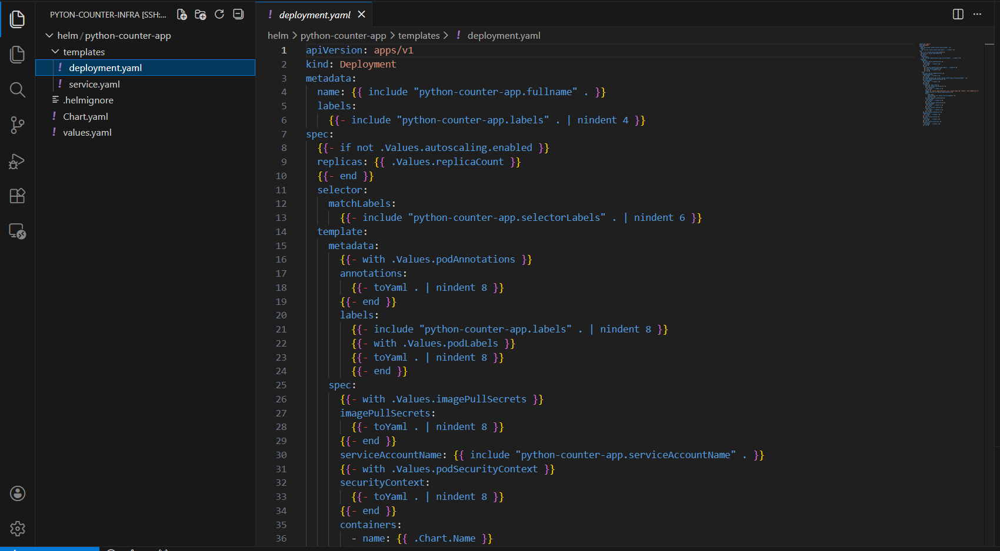 PYTON-COUNTER-INFRA [SSH:...
helm / python-counter-app
templates
! deployment.yaml
! service.yaml
.helmignore
! Chart.yaml
! values.yaml
! deployment.yaml
helm > python-counter-app > templates > ! deployment.yaml
1 apiVersion: apps/v1
2 kind: Deployment
3 metadata:
4   name: {{ include "python-counter-app.fullname" . }}
5   labels:
6     {{- include "python-counter-app.labels" . | nindent 4 }}
7 spec:
8   {{- if not .Values.autoscaling.enabled }}
9   replicas: {{ .Values.replicaCount }}
10   {{- end }}
11   selector:
12     matchLabels:
13       {{- include "python-counter-app.selectorLabels" . | nindent 6 }}
14   template:
15     metadata:
16       {{- with .Values.podAnnotations }}
17       annotations:
18         {{- toYaml . | nindent 8 }}
19       {{- end }}
20       labels:
21         {{- include "python-counter-app.labels" . | nindent 8 }}
22         {{- with .Values.podLabels }}
23         {{- toYaml . | nindent 8 }}
24         {{- end }}
25     spec:
26       {{- with .Values.imagePullSecrets }}
27       imagePullSecrets:
28         {{- toYaml . | nindent 8 }}
29       {{- end }}
30       serviceAccountName: {{ include "python-counter-app.serviceAccountName" . }}
31       {{- with .Values.podSecurityContext }}
32       securityContext:
33         {{- toYaml . | nindent 8 }}
34       {{- end }}
35       containers:
36         - name: {{ .Chart.Name }}